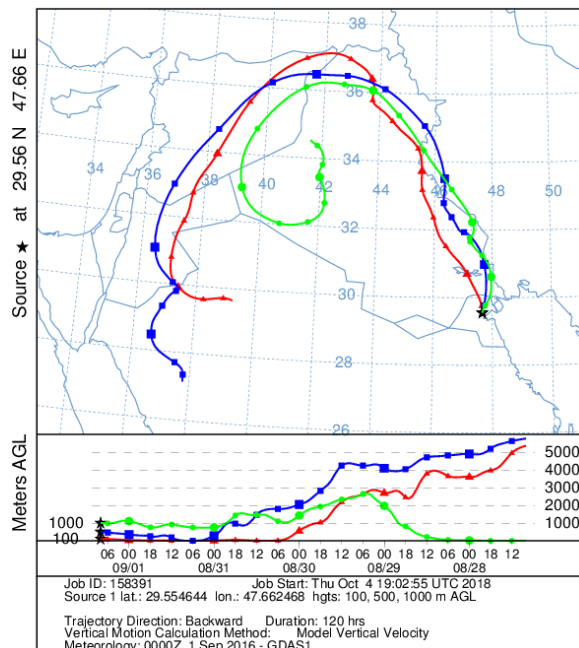 Source ★ at 29.56 N 47.66 E
38
36
34
32
30
28
26
34
36
38
40
42
44
46
48
Meters AGL
5000
4000
3000
2000
1000
1000
100
06 00 18 12 06 00 18 12 06 00 18 12 06 00 18 12 06 00 18 12
09/01 08/31 08/30 08/29 08/28
Job ID: 158391 Job Start: Thu Oct 4 19:02:55 UTC 2018
Source 1 lat.: 29.554644 lon.: 47.662468 hgts: 100, 500, 1000 m AGL
Trajectory Direction: Backward Duration: 120 hrs
Vertical Motion Calculation Method: Model Vertical Velocity
Meteorology: 0000Z 1 Sep 2016 - GDAS1